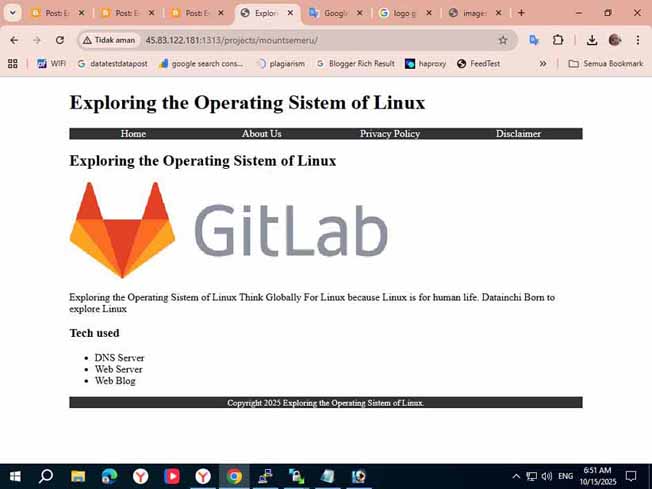 Post: E
Post: E
Post: E
Explori
Google
logo g
image
Tidak aman
45.83.122.181:1313/projects/mountsemeru/
WIFI
datatestdatapost
google search cons...
plagiarism
Blogger Rich Result
haproxy
FeedTest
»
Semua Bookmark
Exploring the Operating Sistem of Linux
Home About Us Privacy Policy Disclaimer
Exploring the Operating Sistem of Linux
GitLab
Exploring the Operating Sistem of Linux Think Globally For Linux because Linux is for human life. Datainchi Born to
explore Linux
Tech used
DNS Server
Web Server
Web Blog
Copyright 2025 Exploring the Operating Sistem of Linux.
ENG
6:51 AM
10/15/2025